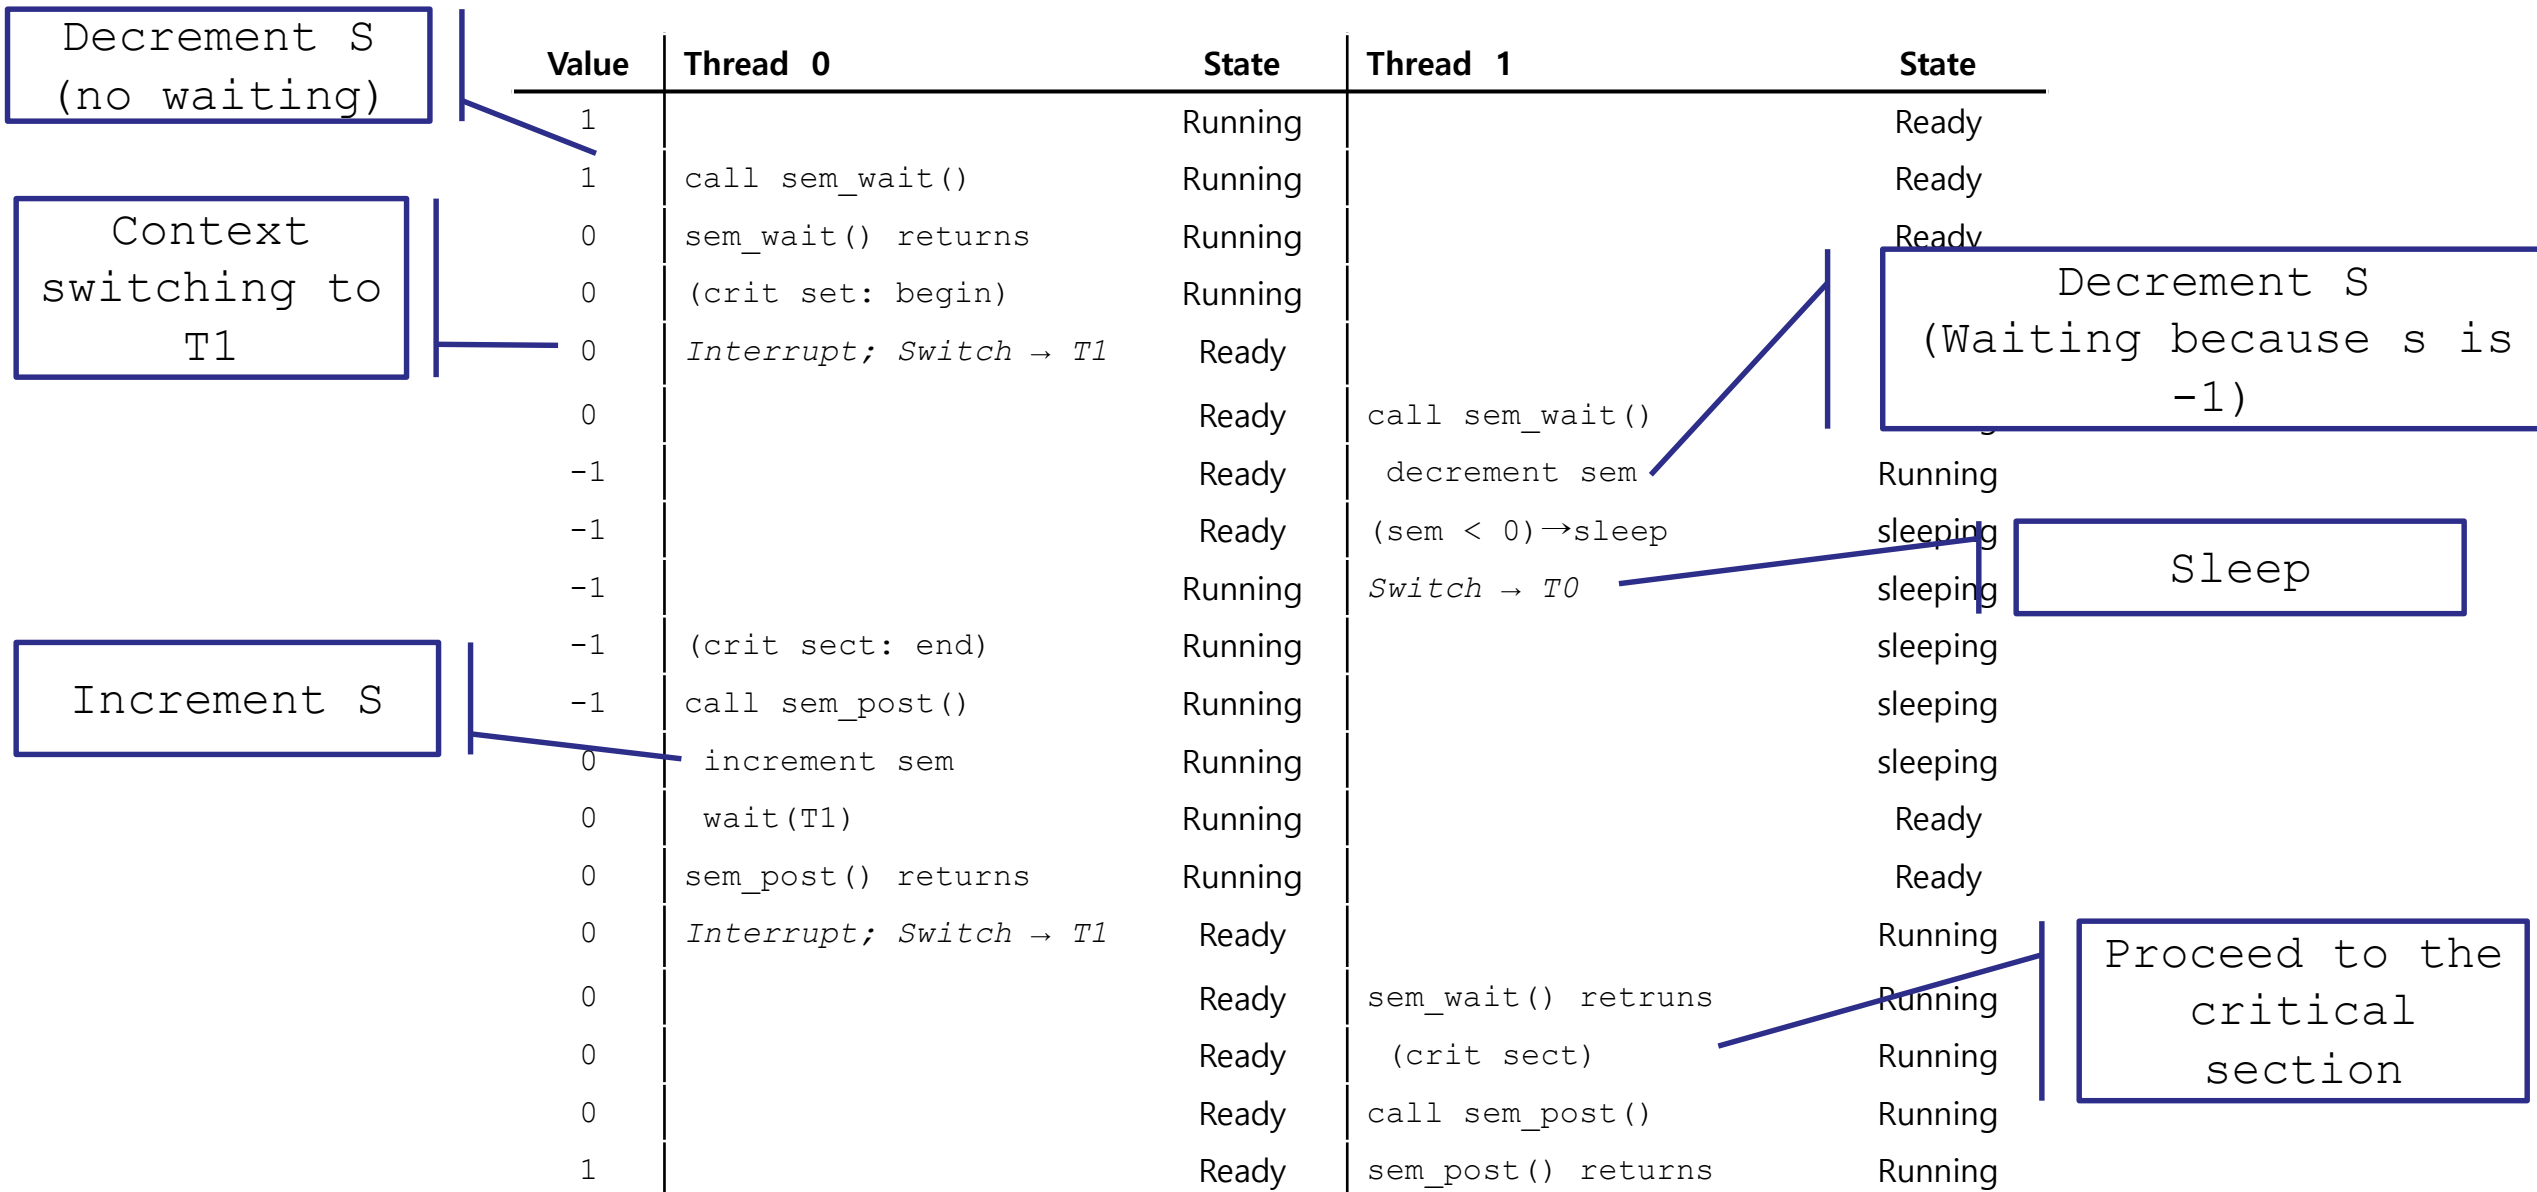 Decrement S
(no waiting)
Value Thread 0 State Thread 1 State
1 Running Ready
1 call sem_wait() Running Ready
0 sem_wait() returns Running Ready
Context
switching to
T1
0 (crit set: begin) Running
Decrement S
(Waiting because s is
-1)
0 Interrupt; Switch → T1 Ready
0 Ready call sem_wait()
-1 Ready decrement sem Running
-1 Ready (sem < 0)→sleep sleeping
Sleep
-1 Running Switch → T0 sleeping
-1 (crit sect: end) Running sleeping
Increment S
-1 call sem_post() Running sleeping
0 increment sem Running sleeping
0 wait(T1) Running Ready
0 sem_post() returns Running Ready
0 Interrupt; Switch → T1 Ready Running
Proceed to the
critical
section
0 Ready sem_wait() retruns Running
0 Ready (crit sect) Running
0 Ready call sem_post() Running
1 Ready sem_post() returns Running